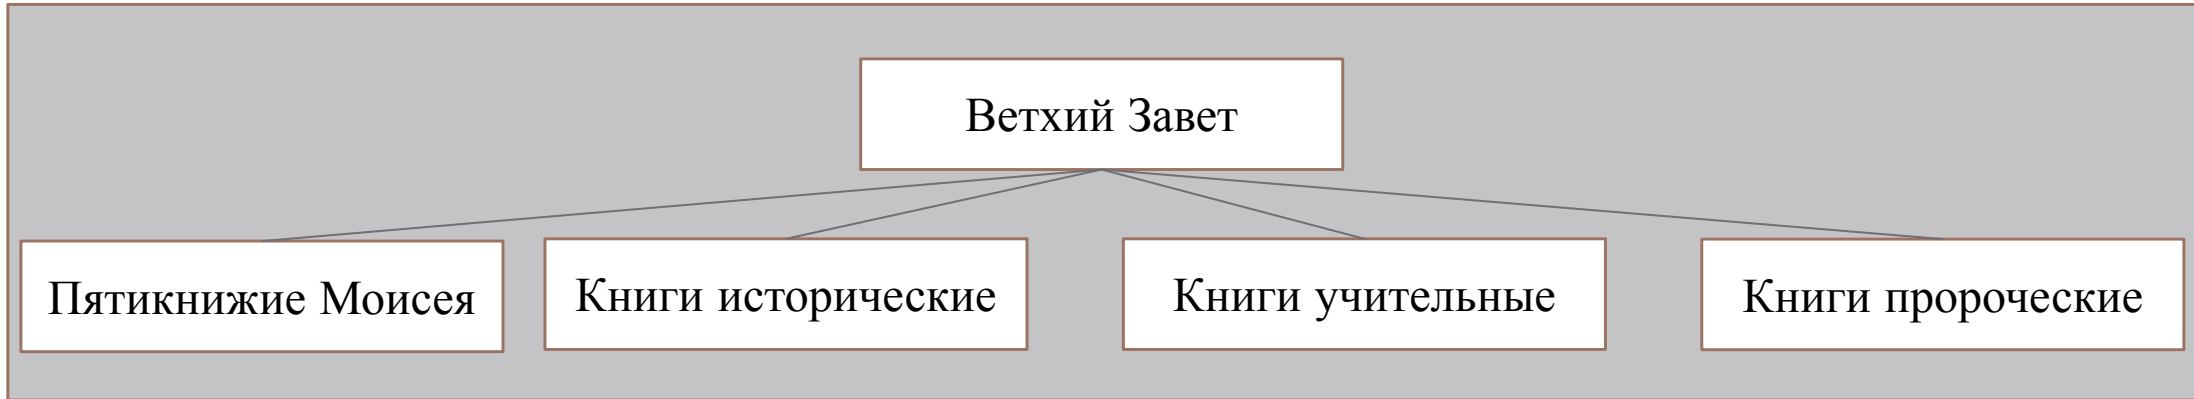 Ветхий Завет
Пятикнижие Моисея
Книги исторические
Книги учительные
Книги пророческие